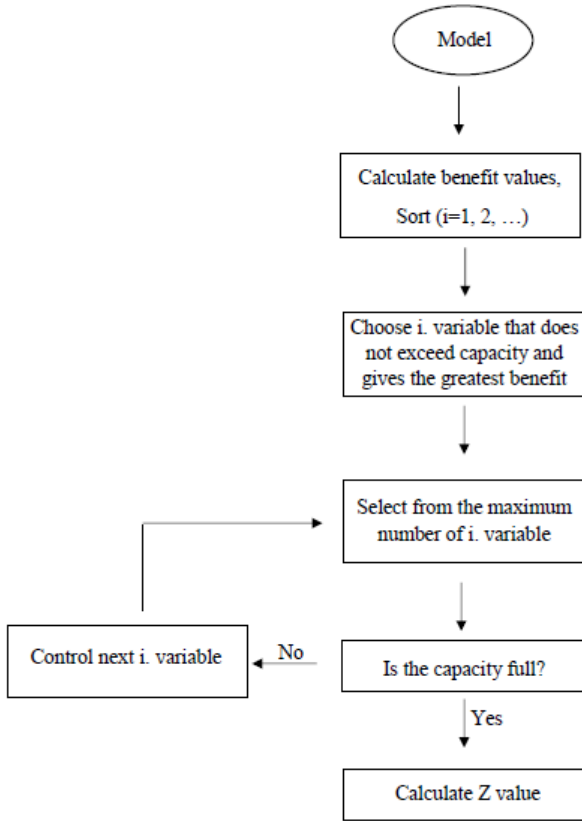 Model
Calculate benefit values,
Sort (i=1, 2, …)
Choose i. variable that does
not exceed capacity and
gives the greatest benefit
Select from the maximum
number of i. variable
Control next i. variable
No
Is the capacity full?
Yes
Calculate Z value